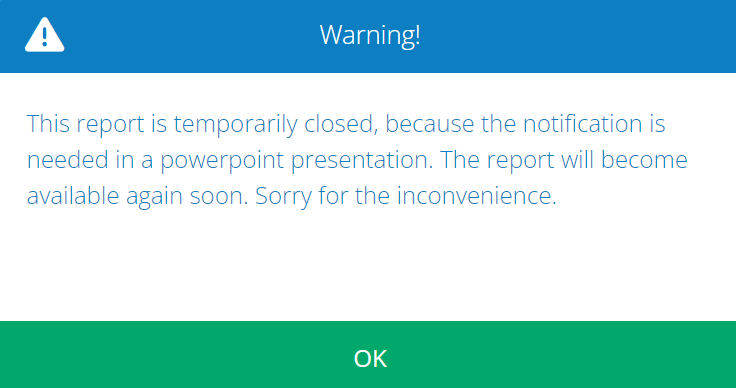 Warning!
This report is temporarily closed, because the notification is
needed in a powerpoint presentation. The report will become
available again soon. Sorry for the inconvenience.
OK